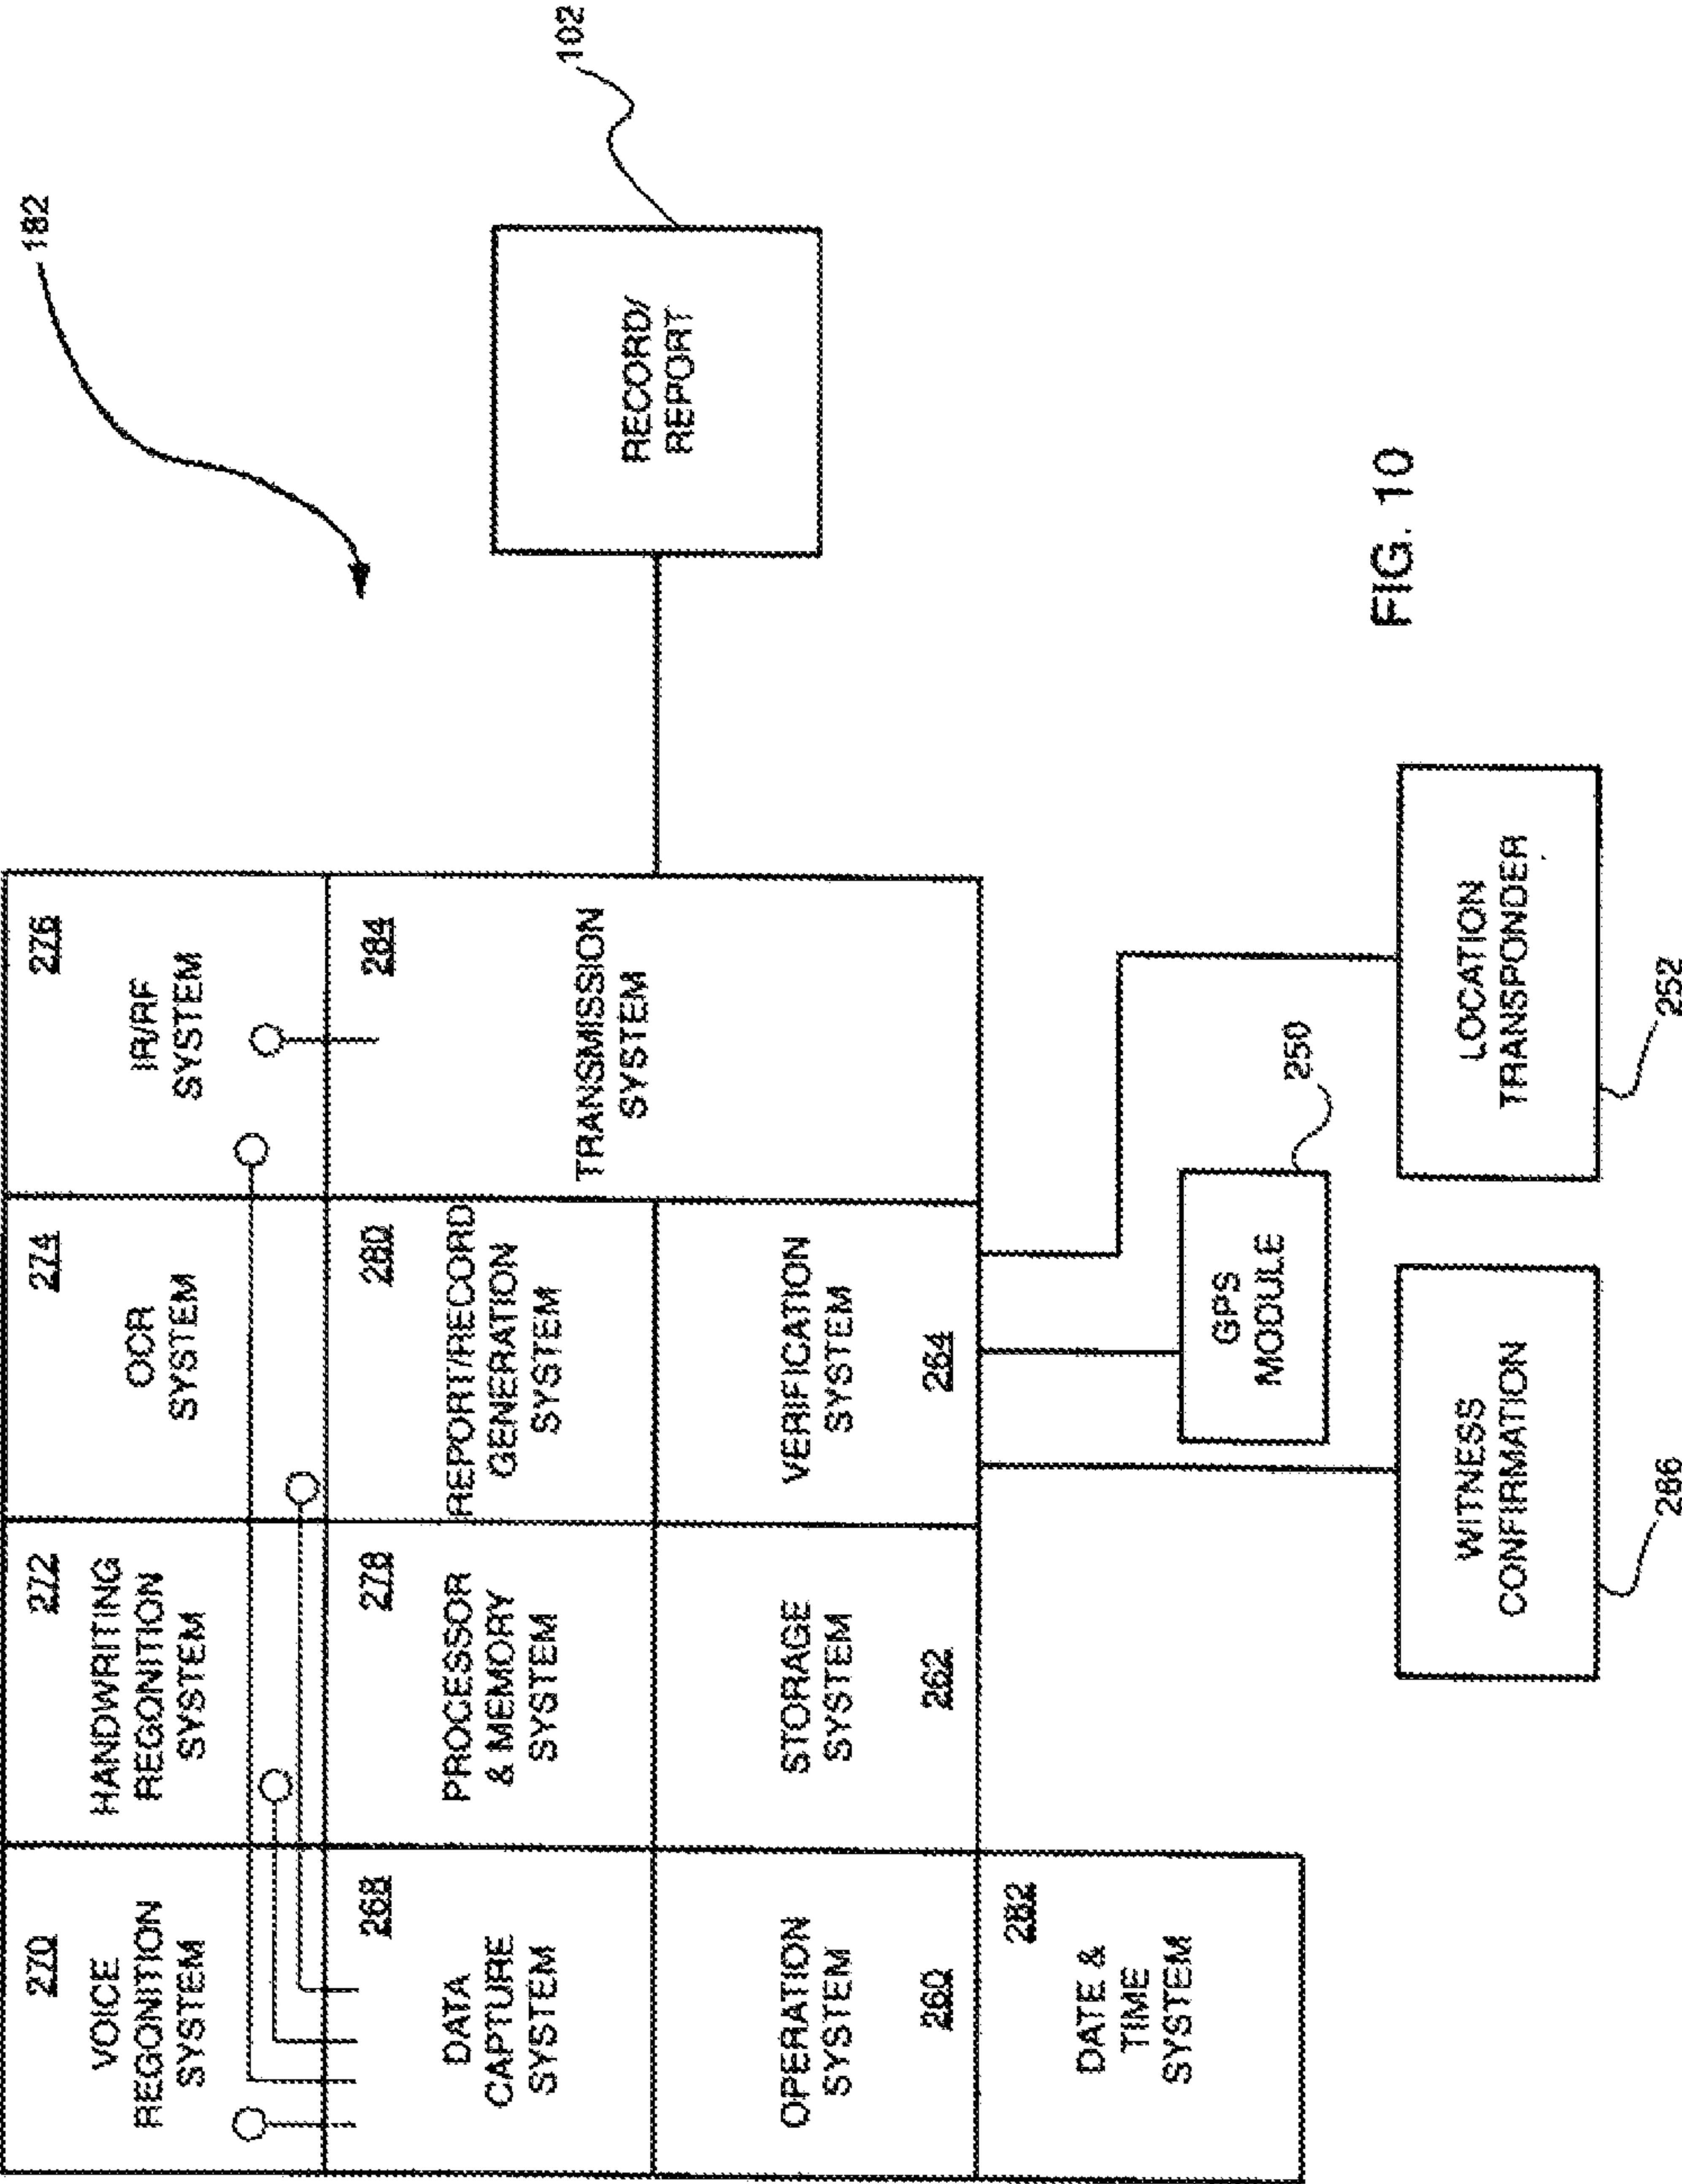 182
270
VOICE
REGONITION
SYSTEM
272
HANDWRITING
REGONITION
SYSTEM
274
OCR
SYSTEM
276
IR/RF
SYSTEM
268
DATA
CAPTURE
SYSTEM
278
PROCESSOR
& MEMORY
SYSTEM
280
REPORT/RECORD
GENERATION
SYSTEM
284
TRANSMISSION
SYSTEM
RECORD/
REPORT
102
OPERATION
SYSTEM
260
STORAGE
SYSTEM
262
VERIFICATION
SYSTEM
264
282
DATE &
TIME
SYSTEM
GPS
MODULE
250
WITNESS
CONFIRMATION
286
LOCATION
TRANSPONDER
252
FIG. 10